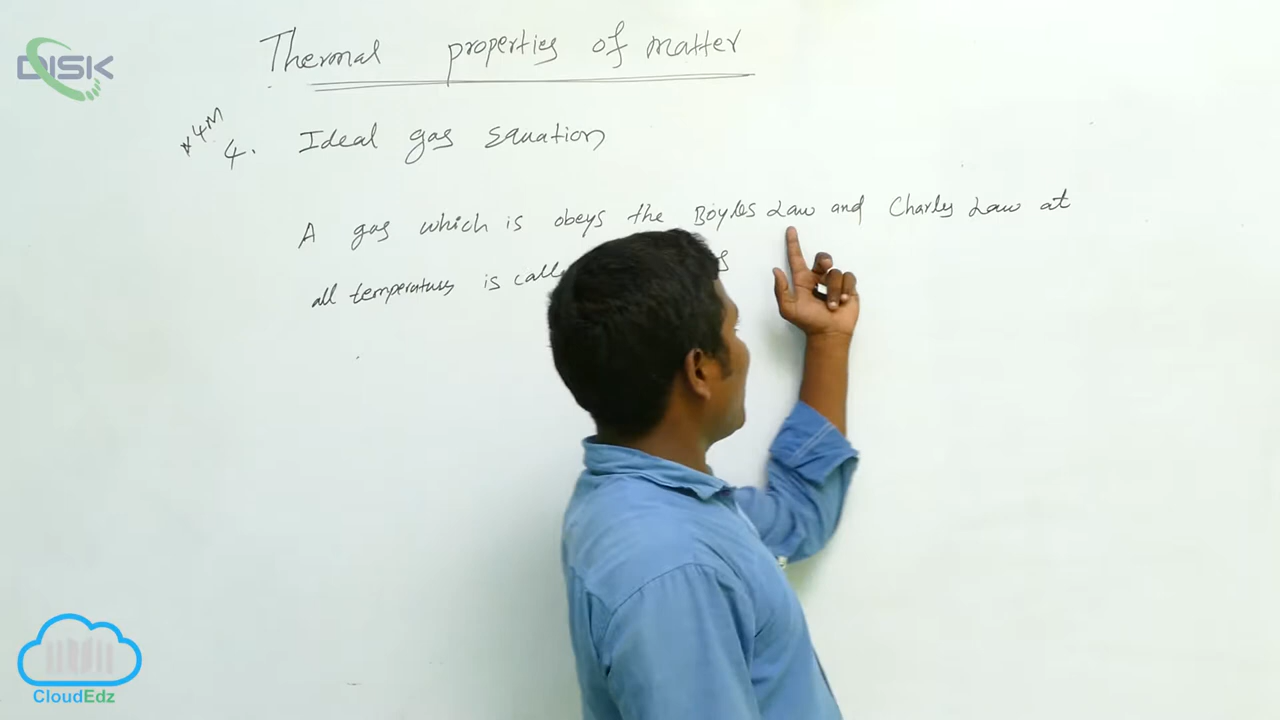 DISK
Thermal properties of matter
*4M
4. Ideal gas Equation
A gas which is obeys the Boyles Law and Charles Law at
all temperatures is
CloudEdz